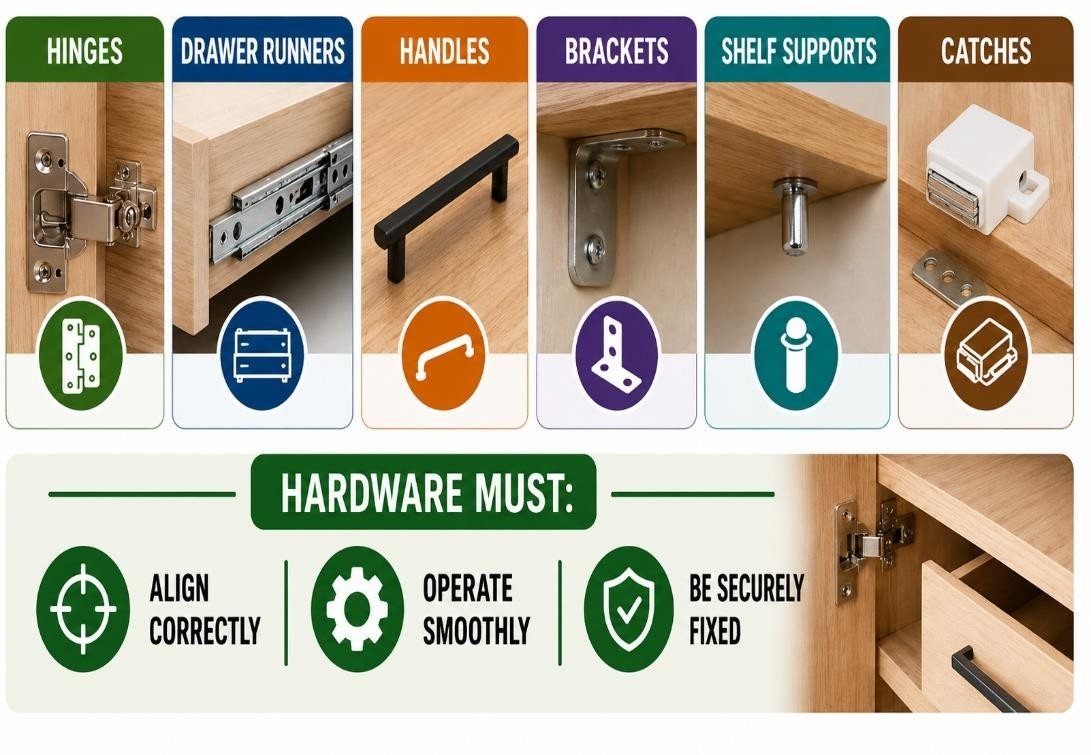 HINGES
DRAWER RUNNERS
HANDLES
BRACKETS
SHELF SUPPORTS
CATCHES
HARDWARE MUST:
ALIGN
CORRECTLY
OPERATE
SMOOTHLY
BE SECURELY
FIXED